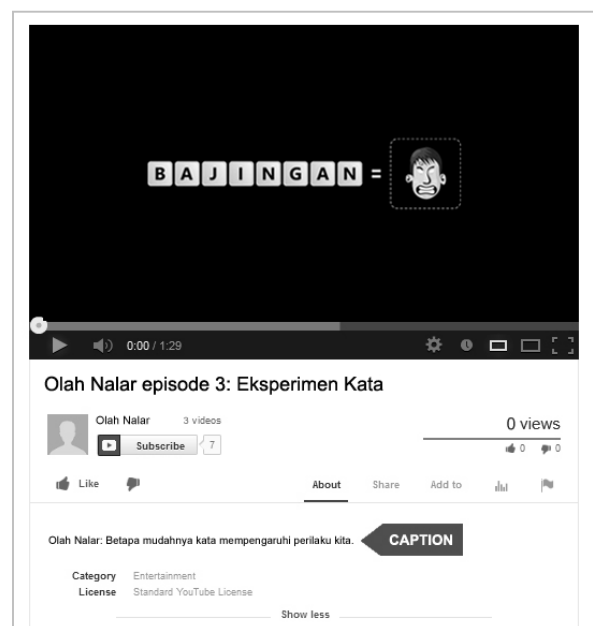 BAJINGAN =
0:00 / 1:29
Olah Nalar episode 3: Eksperimen Kata
Olah Nalar 3 videos
Subscribe 7
0 views
0 0
Like
About Share Add to
Olah Nalar: Betapa mudahnya kata mempengaruhi perilaku kita.
CAPTION
Category Entertainment
License Standard YouTube License
Show less